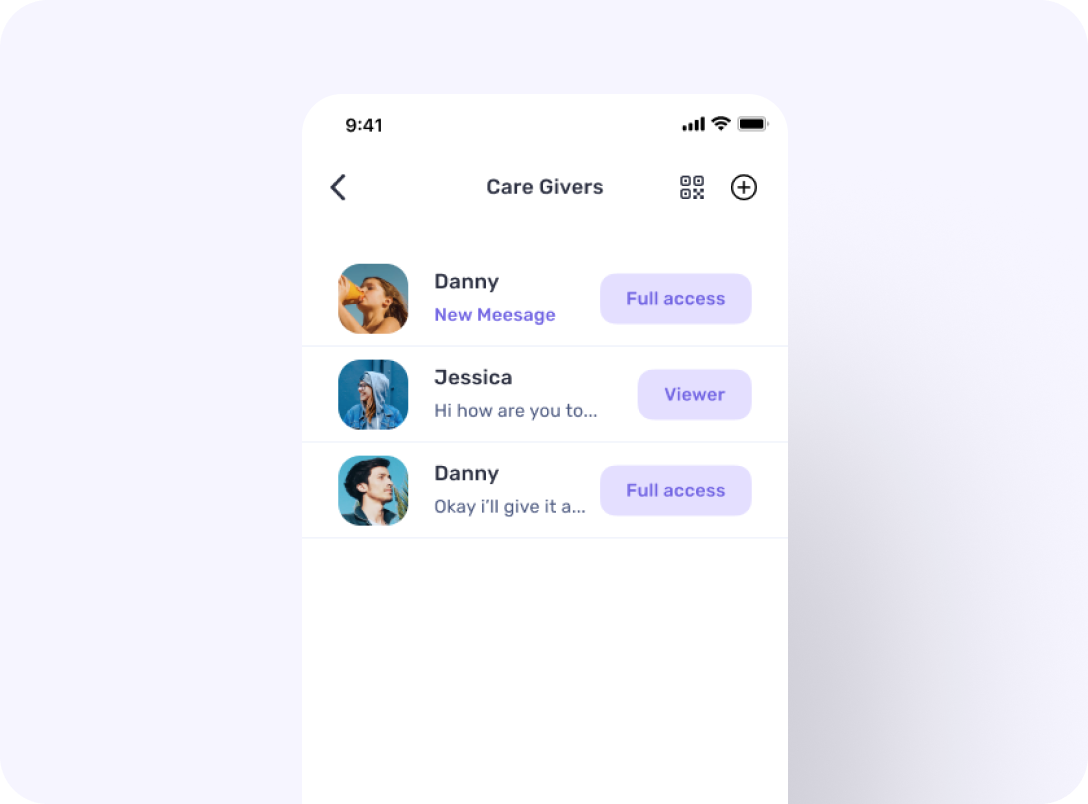 9:41
Care Givers
Danny
Full access
New Meesage
Jessica
Viewer
Hi how are you to...
Danny
Full access
Okay i’ll give it a...